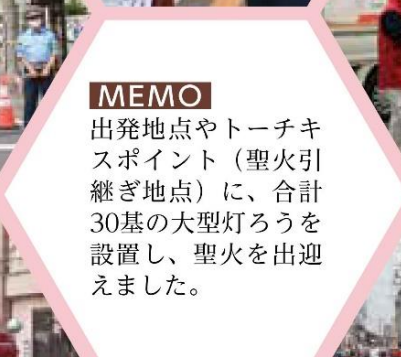 MEMO
出発地点やトーチキ
スポイント（聖火引
継ぎ地点）に、合計
30基の大型灯ろうを
設置し、聖火を出迎
えました。